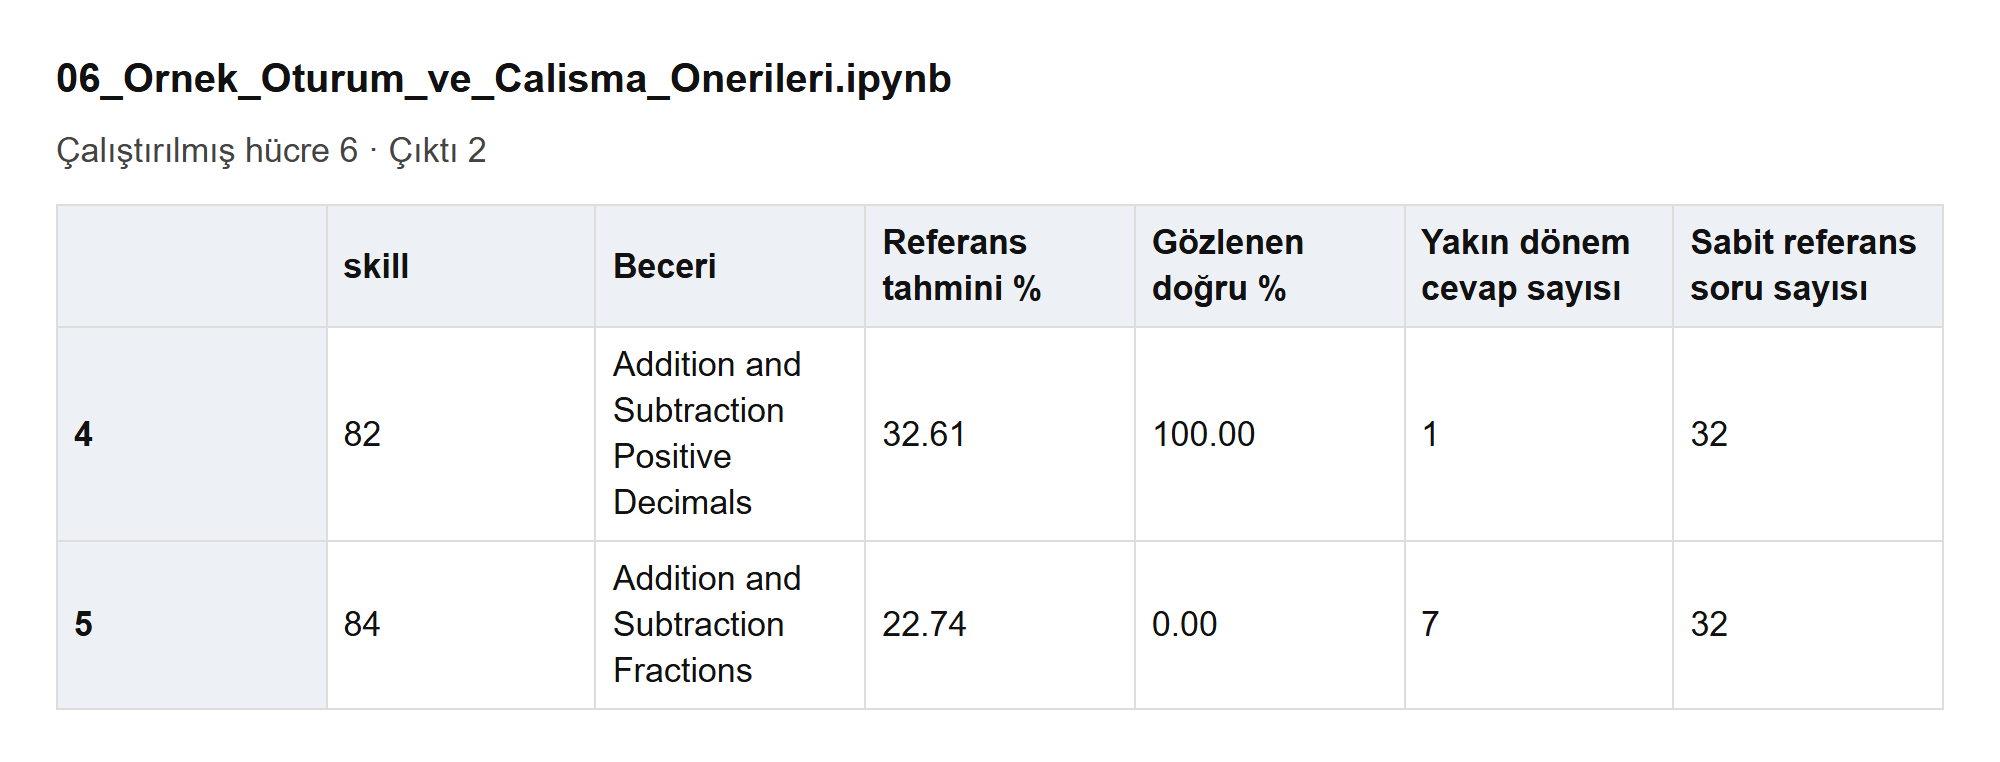 06_Ornek_Oturum_ve_Calisma_Onerileri.ipynb
Çalıştırılmış hücre 6 · Çıktı 2
skill
Beceri
Referans
tahmini %
Gözlenen
doğru %
Yakın dönem
cevap sayısı
Sabit referans
soru sayısı
4
82
Addition and
Subtraction
Positive
Decimals
32.61
100.00
1
32
5
84
Addition and
Subtraction
Fractions
22.74
0.00
7
32